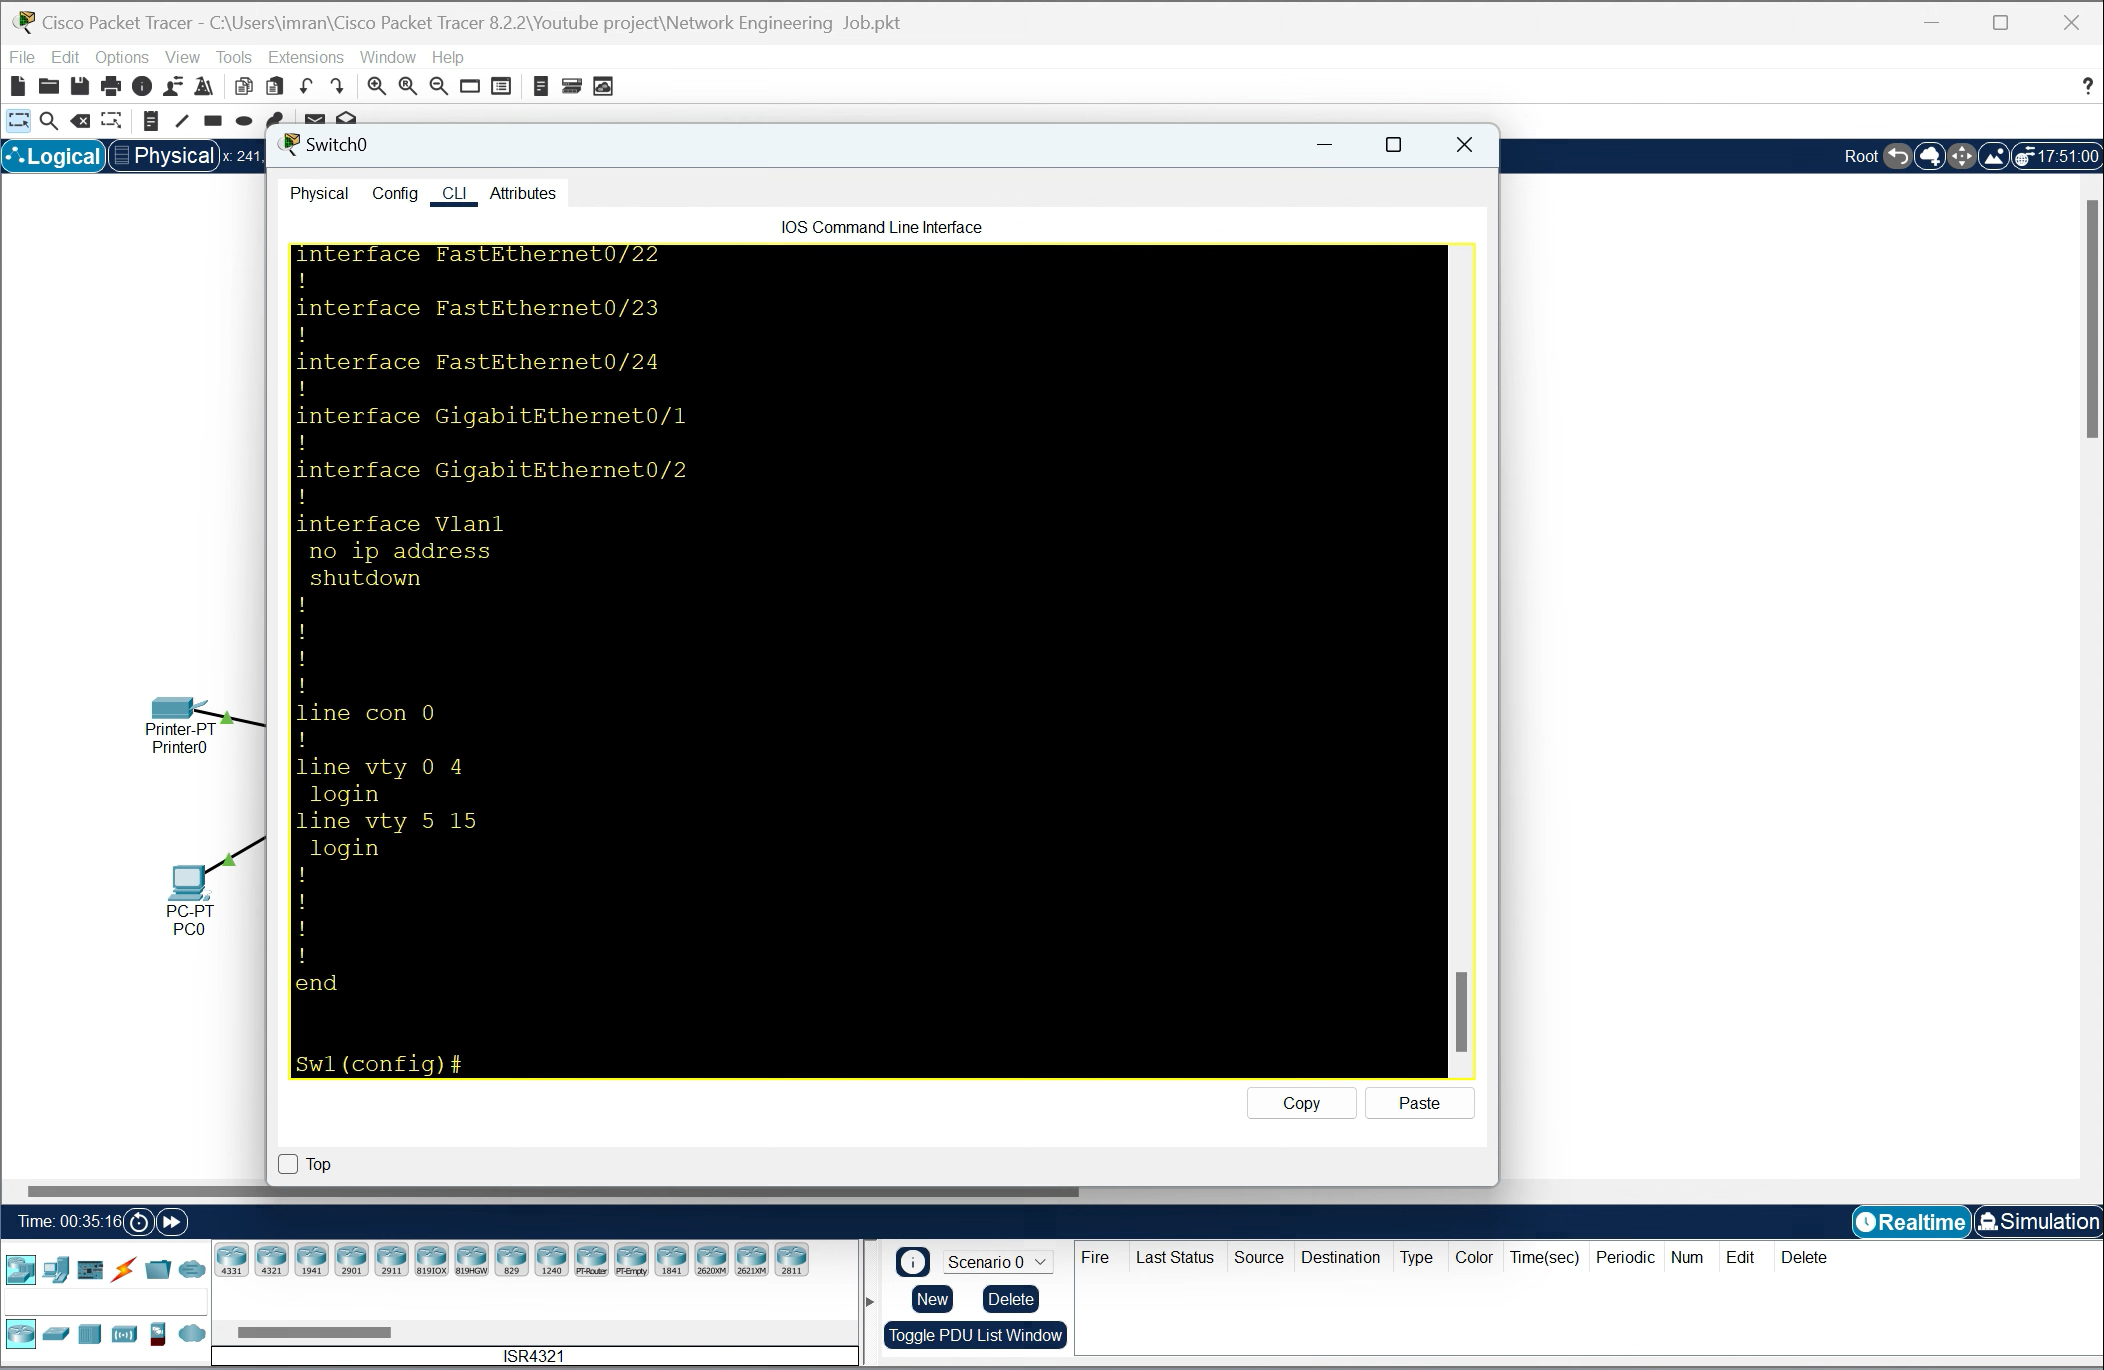 Cisco Packet Tracer - C:\Users\imran\Cisco Packet Tracer 8.2.2\Youtube project\Network Engineering  Job.pkt
File Edit Options View Tools Extensions Window Help
?
Logical Physical x: 241,
Root 17:51:00
Switch0
Physical Config CLI Attributes
IOS Command Line Interface
interface FastEthernet0/22
!
interface FastEthernet0/23
!
interface FastEthernet0/24
!
interface GigabitEthernet0/1
!
interface GigabitEthernet0/2
!
interface Vlan1
 no ip address
 shutdown
!
!
!
!
line con 0
!
line vty 0 4
 login
line vty 5 15
 login
!
!
!
!
end
Sw1(config)#
Printer-PT
Printer0
PC-PT
PC0
Copy Paste
Top
Time: 00:35:16
Realtime Simulation
4331 4321 1941 2901 2911 819IOX 819HGW 829 1240 PT-Router PT-Empty 1841 2620XM 2621XM 2811
ISR4321
Scenario 0
New Delete
Toggle PDU List Window
Fire Last Status Source Destination Type Color Time(sec) Periodic Num Edit Delete